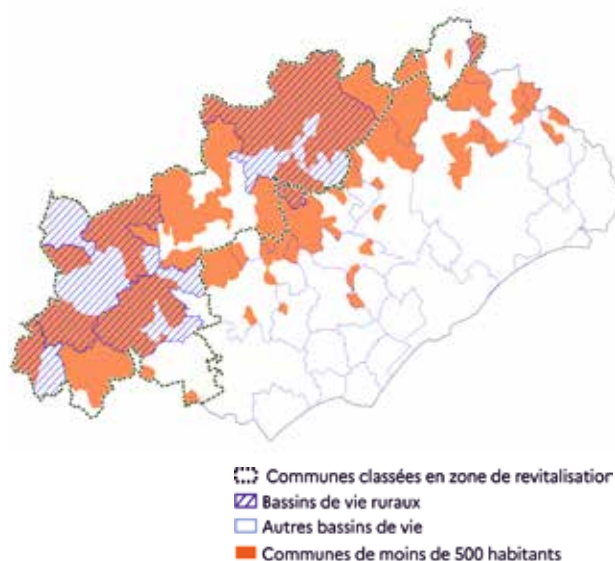 Communes classées en zone de revitalisation
Bassins de vie ruraux
Autres bassins de vie
Communes de moins de 500 habitants